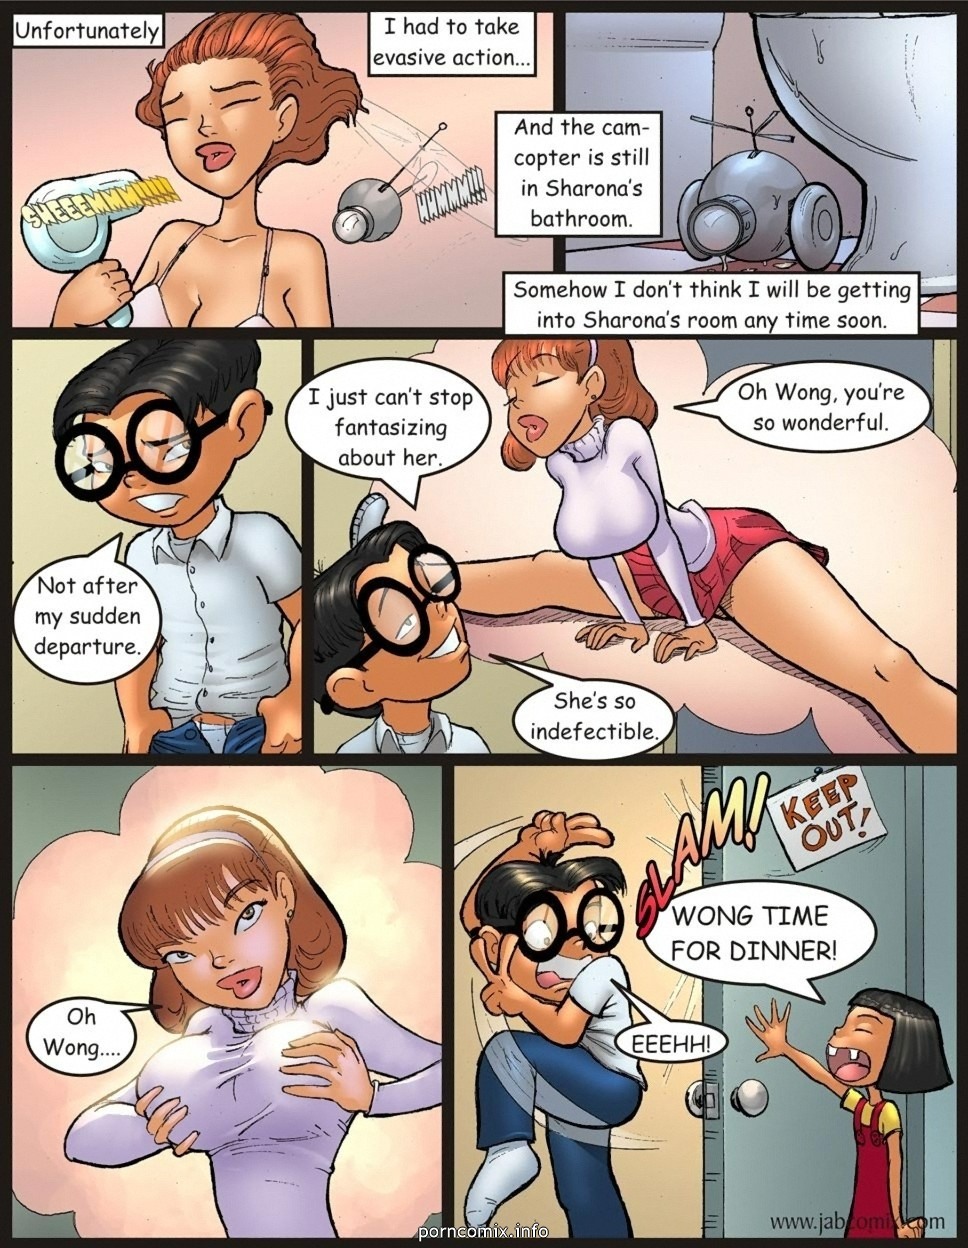 Unfortunately
I had to take
evasive action...
SHEEEMMM!!!!!
MMMMM!!
And the cam-
copter is still
in Sharona's
bathroom.
Somehow I don't think I will be getting
into Sharona's room any time soon.
Not after
my sudden
departure.
I just can't stop
fantasizing
about her.
Oh Wong, you're
so wonderful.
She's so
indefectible.
Oh
Wong....
SLAM!
KEEP
OUT!
WONG TIME
FOR DINNER!
EEEHH!
www.jabcomix.com
porncomix.info